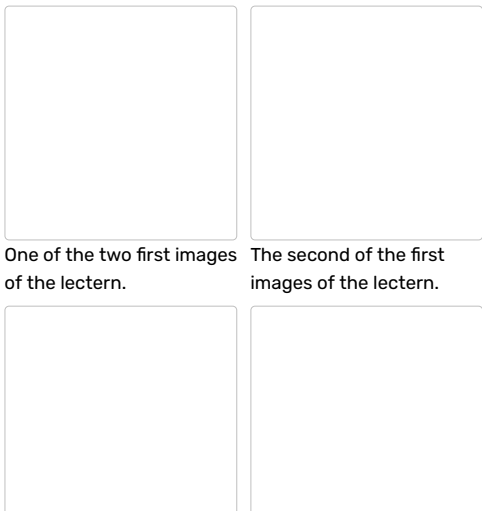 One of the two first images
of the lectern.
The second of the first
images of the lectern.